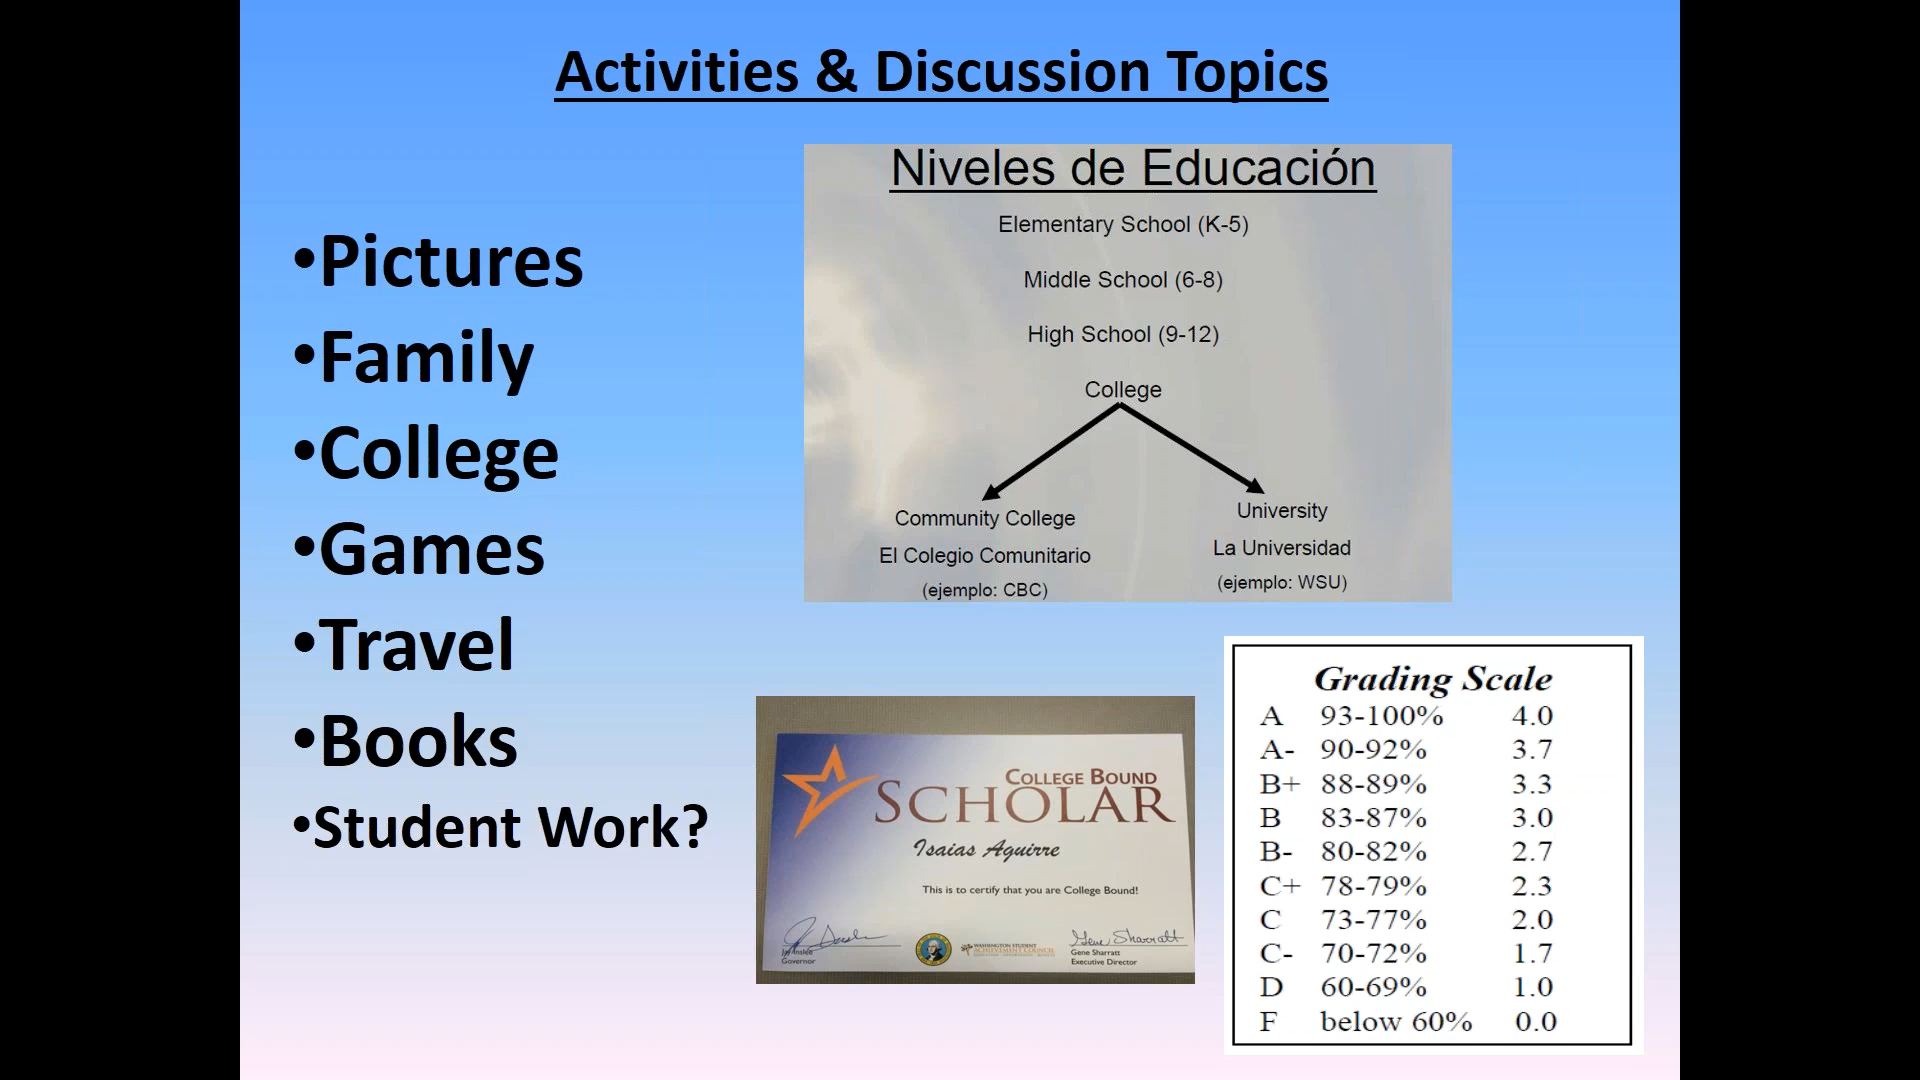 Activities & Discussion Topics
•Pictures
•Family
•College
•Games
•Travel
•Books
•Student Work?
Niveles de Educación
Elementary School (K-5)
Middle School (6-8)
High School (9-12)
College
Community College
El Colegio Comunitario
(ejemplo: CBC)
University
La Universidad
(ejemplo: WSU)
COLLEGE BOUND
SCHOLAR
Isaias Aguirre
This is to certify that you are College Bound!
Jay Inslee
Governor
WASHINGTON STUDENT
ACHIEVEMENT COUNCIL
Gene Sharratt
Gene Sharratt
Executive Director
Grading Scale
A 93-100% 4.0
A- 90-92% 3.7
B+ 88-89% 3.3
B 83-87% 3.0
B- 80-82% 2.7
C+ 78-79% 2.3
C 73-77% 2.0
C- 70-72% 1.7
D 60-69% 1.0
F below 60% 0.0